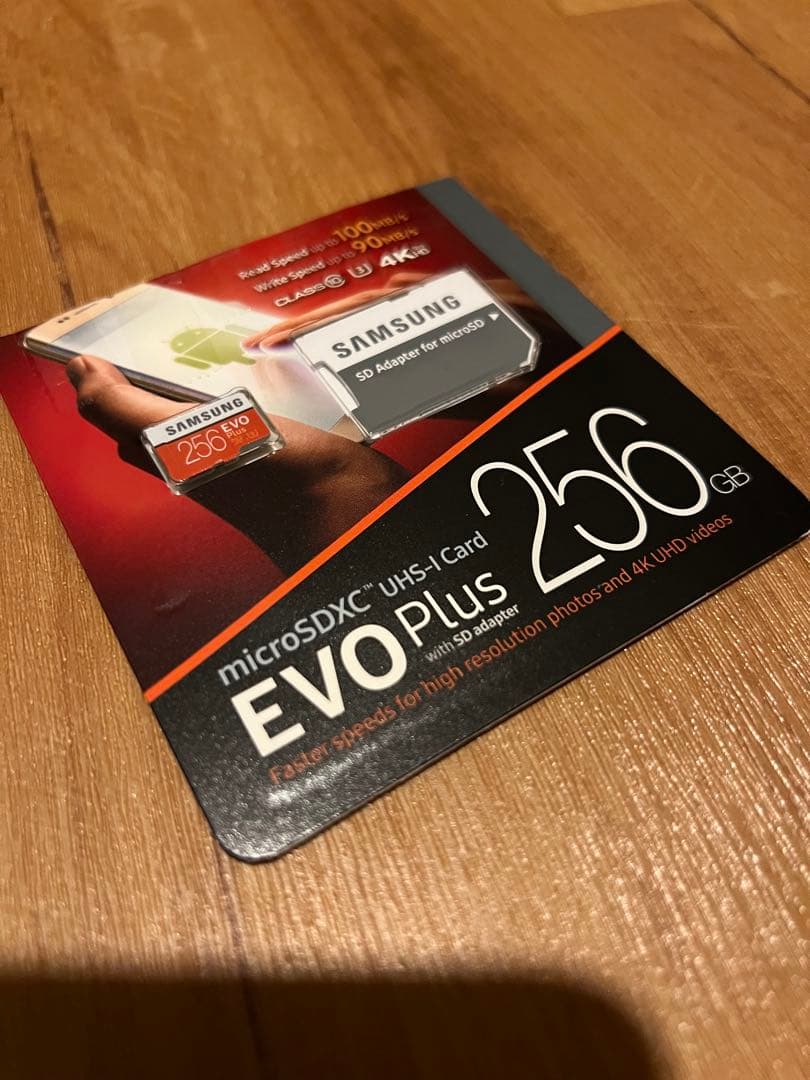 Read Speed up to 100MB/s
Write Speed up to 90MB/s
CLASS 10 U3 4K UHD
SAMSUNG
SD Adapter for microSD
SAMSUNG
256 EVO
Plus
256GB
microSDXC™ UHS-I Card
EVO Plus
with SD adapter
Faster speeds for high resolution photos and 4K UHD videos